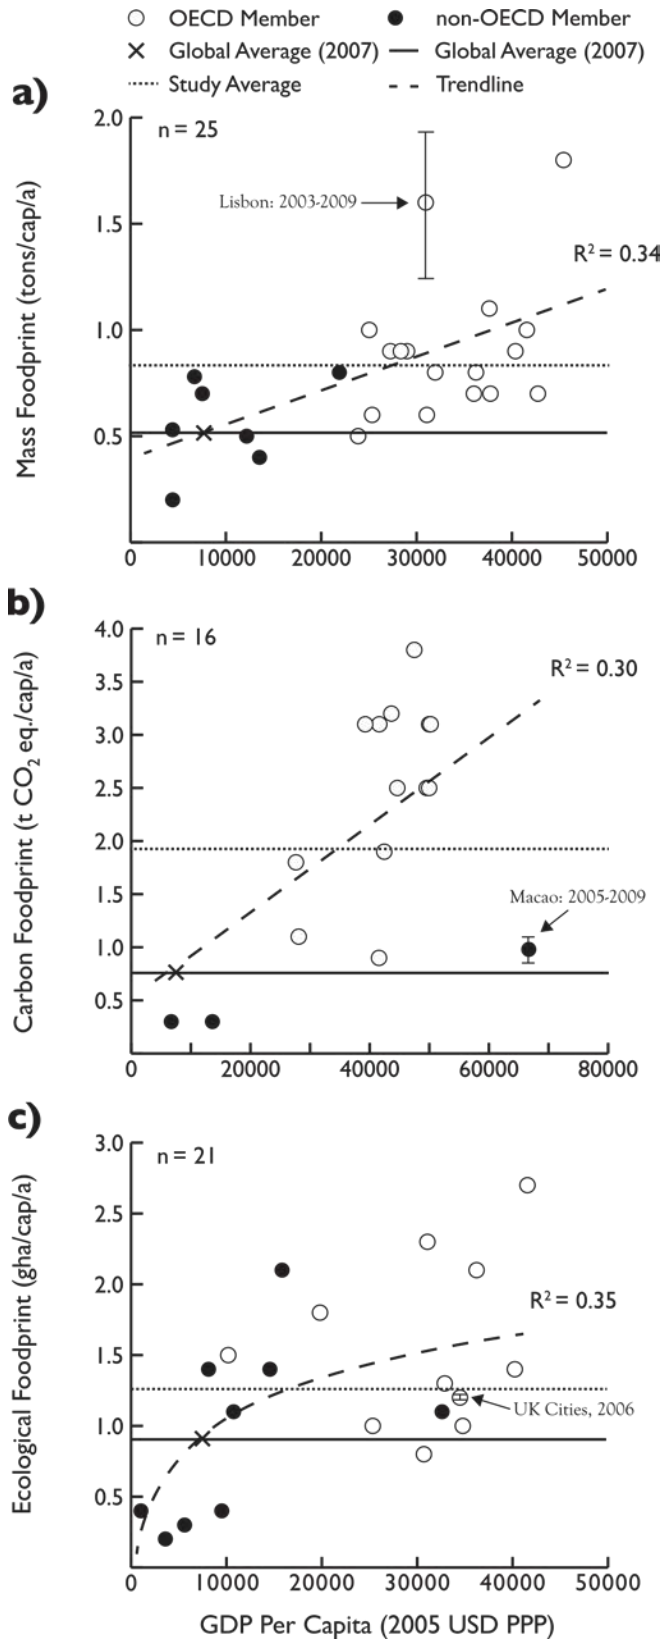 OECD Member
non-OECD Member
Global Average (2007)
Global Average (2007)
Study Average
Trendline
a)
n = 25
Lisbon: 2003-2009
R² = 0.34
Mass Foodprint (tons/cap/a)
2.0
1.5
1.0
0.5
0 10000 20000 30000 40000 50000
b)
n = 16
R² = 0.30
Macao: 2005-2009
Carbon Foodprint (t CO₂ eq./cap/a)
4.0
3.5
3.0
2.5
2.0
1.5
1.0
0.5
0 20000 40000 60000 80000
c)
n = 21
R² = 0.35
UK Cities, 2006
Ecological Foodprint (gha/cap/a)
3.0
2.5
2.0
1.5
1.0
0.5
0 10000 20000 30000 40000 50000
GDP Per Capita (2005 USD PPP)